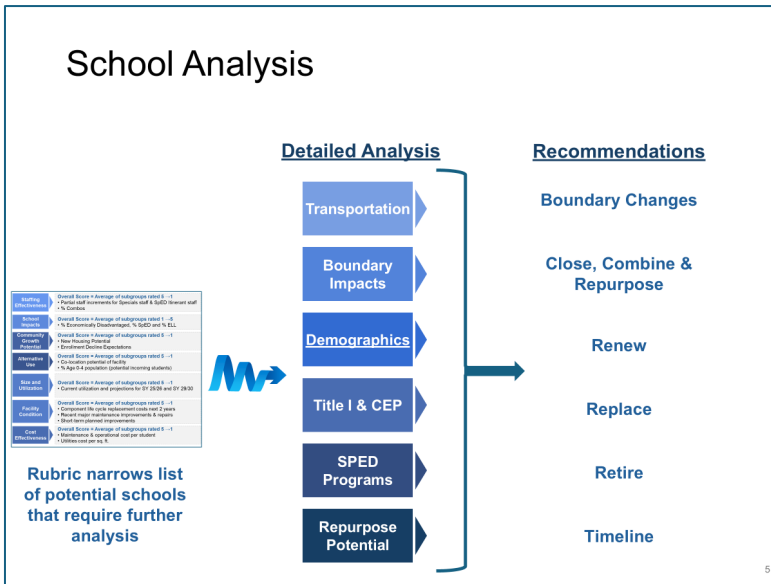 School Analysis
Staffing
Effectiveness
Overall Score = Average of subgroups rated 5 →1
• Partial staff increments for Specials staff & SpED Itinerant staff
• % Combos
School
Impacts
Overall Score = Average of subgroups rated 1 →5
• % Economically Disadvantaged, % SpED and % ELL
Community
Growth
Potential
Overall Score = Average of subgroups rated 5 →1
• New Housing Potential
• Enrollment Decline Expectations
Alternative
Use
Overall Score = Average of subgroups rated 5 →1
• Co-location potential of facility
• % Age 0-4 population (potential incoming students)
Size and
Utilization
Overall Score = Average of subgroups rated 5 →1
• Current utilization and projections for SY 25/26 and SY 29/30
Facility
Condition
Overall Score = Average of subgroups rated 5 →1
• Component life cycle replacement costs next 2 years
• Recent major maintenance improvements & repairs
• Short term planned improvements
Cost
Effectiveness
Overall Score = Average of subgroups rated 5 →1
• Maintenance & operational cost per student
• Utilities cost per sq. ft.
Rubric narrows list
of potential schools
that require further
analysis
Detailed Analysis
Transportation
Boundary
Impacts
Demographics
Title I & CEP
SPED
Programs
Repurpose
Potential
Recommendations
Boundary Changes
Close, Combine &
Repurpose
Renew
Replace
Retire
Timeline
5